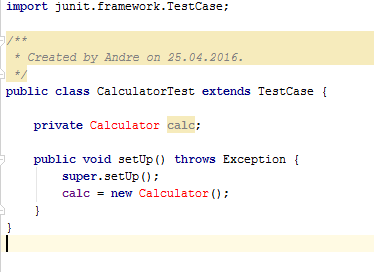 import junit.framework.TestCase;
/**
 * Created by Andre on 25.04.2016.
 */
public class CalculatorTest extends TestCase {
    private Calculator calc;
    public void setUp() throws Exception {
        super.setUp();
        calc = new Calculator();
    }
}